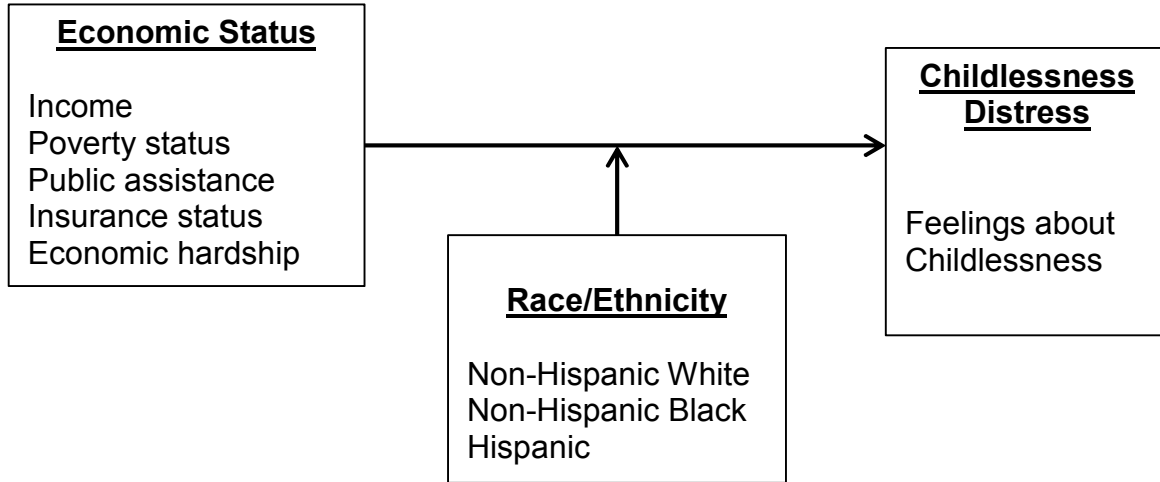 Economic Status
Income
Poverty status
Public assistance
Insurance status
Economic hardship
Race/Ethnicity
Non-Hispanic White
Non-Hispanic Black
Hispanic
Childlessness
Distress
Feelings about
Childlessness